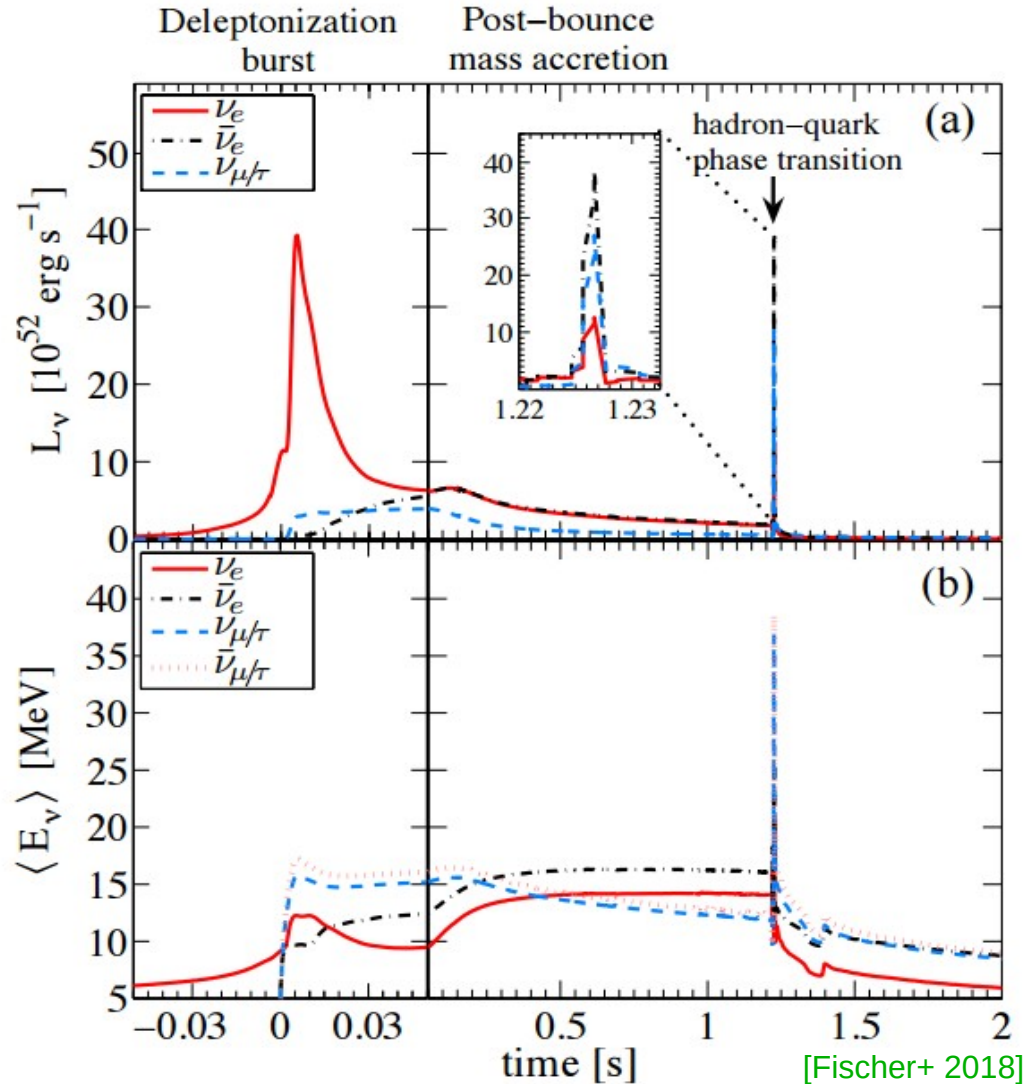 Deleptonization burst
Post−bounce mass accretion
(a)
ν_e
ν̄_e
ν_μ/τ
hadron−quark
phase transition
40
30
20
10
1.22
1.23
50
40
30
20
10
0
L_ν [10^52 erg s^−1]
(b)
ν_e
ν̄_e
ν_μ/τ
ν̄_μ/τ
40
35
30
25
20
15
10
5
⟨E_ν⟩ [MeV]
−0.03 0 0.03 0.5 1 1.5 2
time [s]
[Fischer+ 2018]